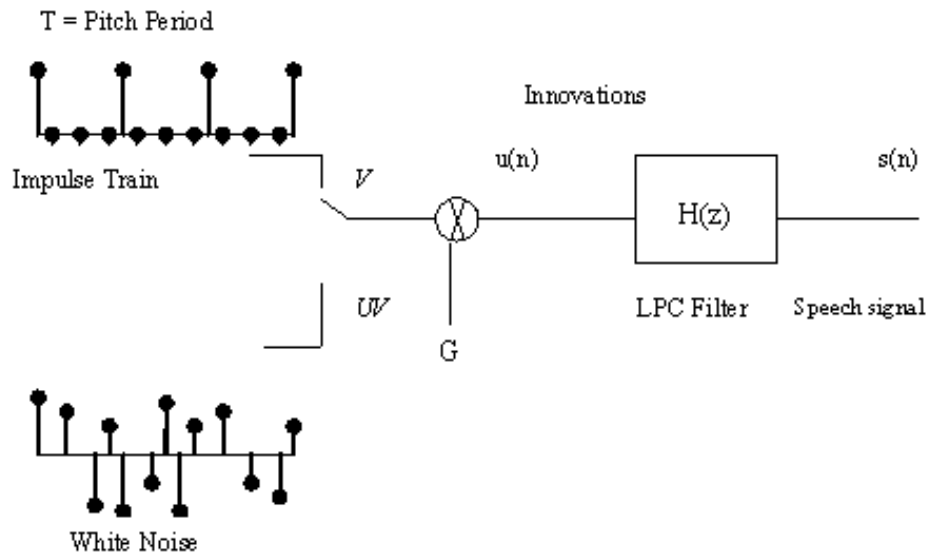 T = Pitch Period
Innovations
Impulse Train
V
u(n)
s(n)
H(z)
UV
G
LPC Filter
Speech signal
White Noise